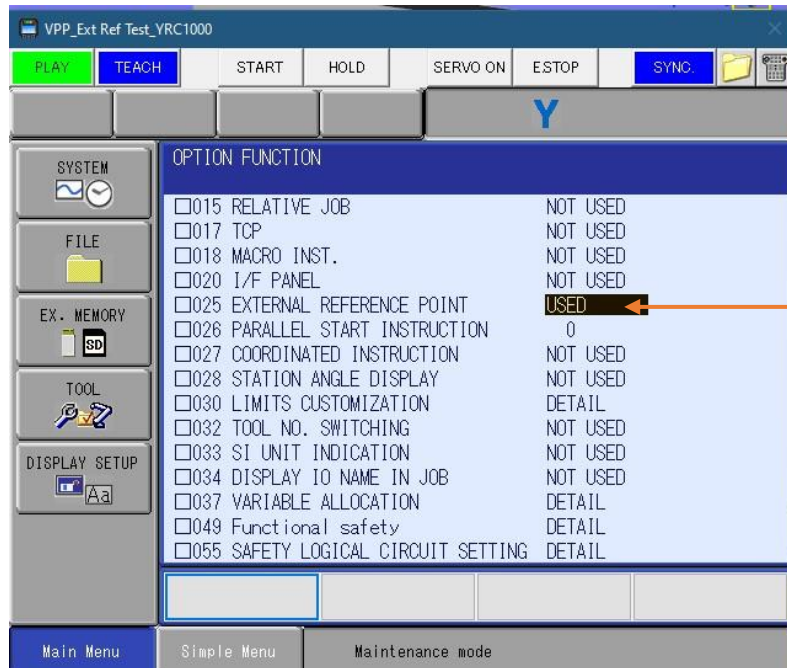 VPP_Ext Ref Test_YRC1000
PLAY TEACH START HOLD SERVO ON E.STOP SYNC.
Y
SYSTEM
FILE
EX. MEMORY
SD
TOOL
DISPLAY SETUP
Aa
OPTION FUNCTION
☐015 RELATIVE JOB NOT USED
☐017 TCP NOT USED
☐018 MACRO INST. NOT USED
☐020 I/F PANEL NOT USED
☐025 EXTERNAL REFERENCE POINT USED
☐026 PARALLEL START INSTRUCTION 0
☐027 COORDINATED INSTRUCTION NOT USED
☐028 STATION ANGLE DISPLAY NOT USED
☐030 LIMITS CUSTOMIZATION DETAIL
☐032 TOOL NO. SWITCHING NOT USED
☐033 SI UNIT INDICATION NOT USED
☐034 DISPLAY IO NAME IN JOB NOT USED
☐037 VARIABLE ALLOCATION DETAIL
☐049 Functional safety DETAIL
☐055 SAFETY LOGICAL CIRCUIT SETTING DETAIL
Main Menu Simple Menu Maintenance mode